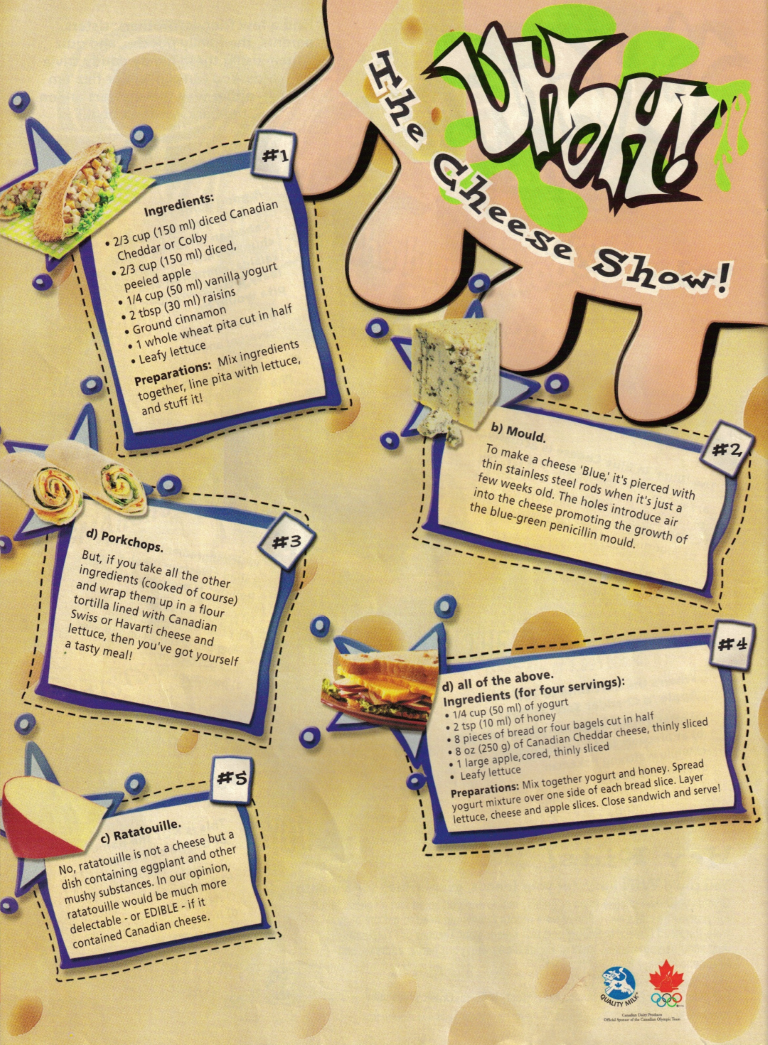 UHOH!
The Cheese Show!
#1
Ingredients:
• 2/3 cup (150 ml) diced Canadian
Cheddar or Colby
• 2/3 cup (150 ml) diced,
peeled apple
• 1/4 cup (50 ml) vanilla yogurt
• 2 tbsp (30 ml) raisins
• Ground cinnamon
• 1 whole wheat pita cut in half
• Leafy lettuce
Preparations: Mix ingredients
together, line pita with lettuce,
and stuff it!
#2
b) Mould.
To make a cheese 'Blue,' it's pierced with
thin stainless steel rods when it's just a
few weeks old. The holes introduce air
into the cheese promoting the growth of
the blue-green penicillin mould.
#3
d) Porkchops.
But, if you take all the other
ingredients (cooked of course)
and wrap them up in a flour
tortilla lined with Canadian
Swiss or Havarti cheese and
lettuce, then you've got yourself
a tasty meal!
#4
d) all of the above.
Ingredients (for four servings):
• 1/4 cup (50 ml) of yogurt
• 2 tsp (10 ml) of honey
• 8 pieces of bread or four bagels cut in half
• 8 oz (250 g) of Canadian Cheddar cheese, thinly sliced
• 1 large apple,cored, thinly sliced
• Leafy lettuce
Preparations: Mix together yogurt and honey. Spread
yogurt mixture over one side of each bread slice. Layer
lettuce, cheese and apple slices. Close sandwich and serve!
#5
c) Ratatouille.
No, ratatouille is not a cheese but a
dish containing eggplant and other
mushy substances. In our opinion,
ratatouille would be much more
delectable - or EDIBLE - if it
contained Canadian cheese.
QUALITY MILK
Canadian Dairy Producers
Official Sponsor of the Canadian Olympic Team